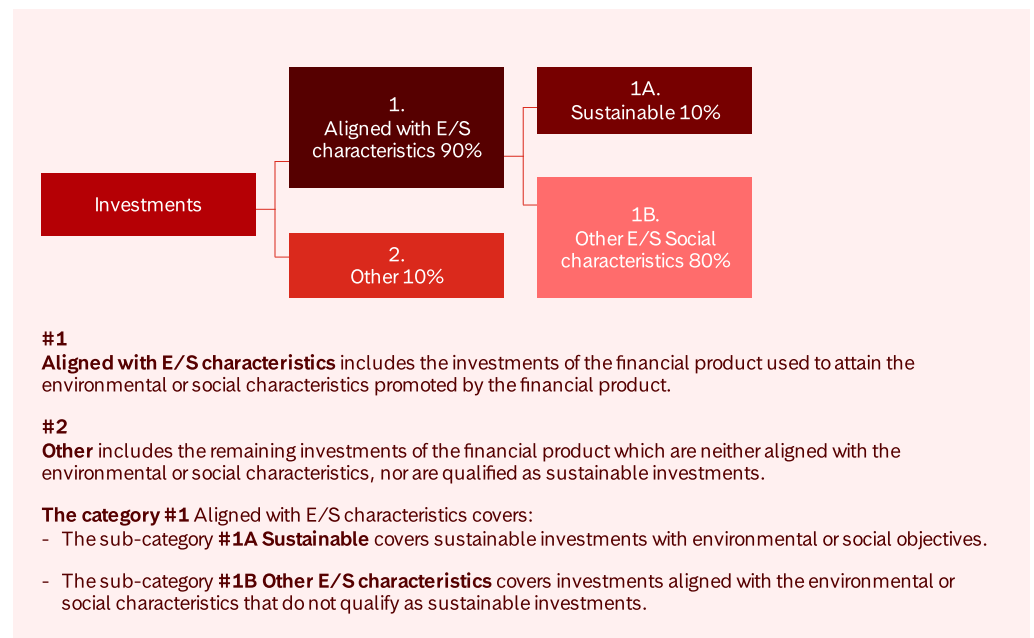 Investments
1.
Aligned with E/S
characteristics 90%
2.
Other 10%
1A.
Sustainable 10%
1B.
Other E/S Social
characteristics 80%
#1
Aligned with E/S characteristics includes the investments of the financial product used to attain the
environmental or social characteristics promoted by the financial product.
#2
Other includes the remaining investments of the financial product which are neither aligned with the
environmental or social characteristics, nor are qualified as sustainable investments.
The category #1 Aligned with E/S characteristics covers:
- The sub-category #1A Sustainable covers sustainable investments with environmental or social objectives.
- The sub-category #1B Other E/S characteristics covers investments aligned with the environmental or
social characteristics that do not qualify as sustainable investments.